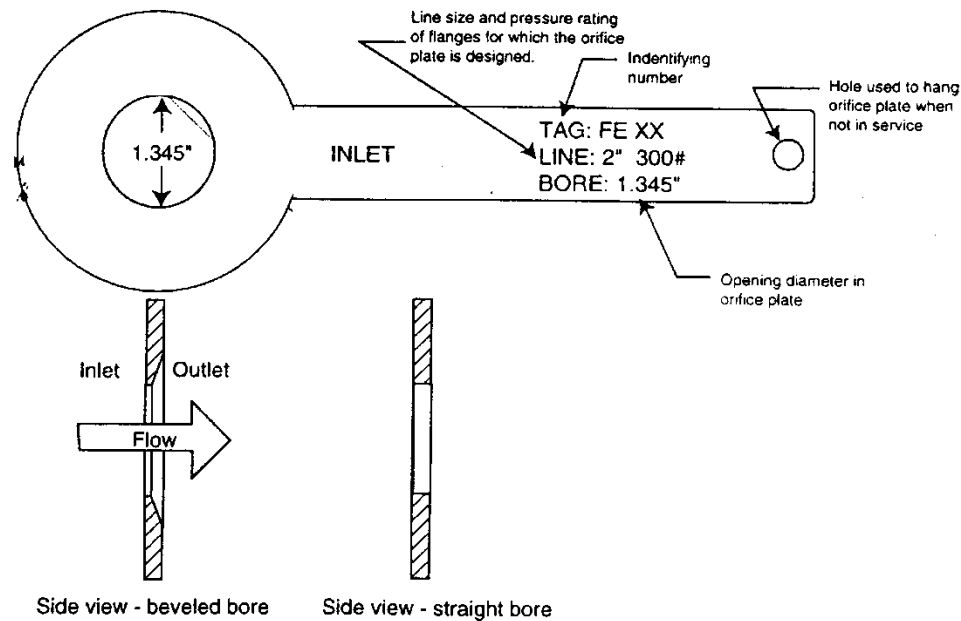 Line size and pressure rating
of flanges for which the orifice
plate is designed.
Indentifying
number
Hole used to hang
orifice plate when
not in service
TAG: FE XX
LINE: 2" 300#
BORE: 1.345"
INLET
1.345"
Opening diameter in
orifice plate
Inlet
Outlet
Flow
Side view - beveled bore
Side view - straight bore